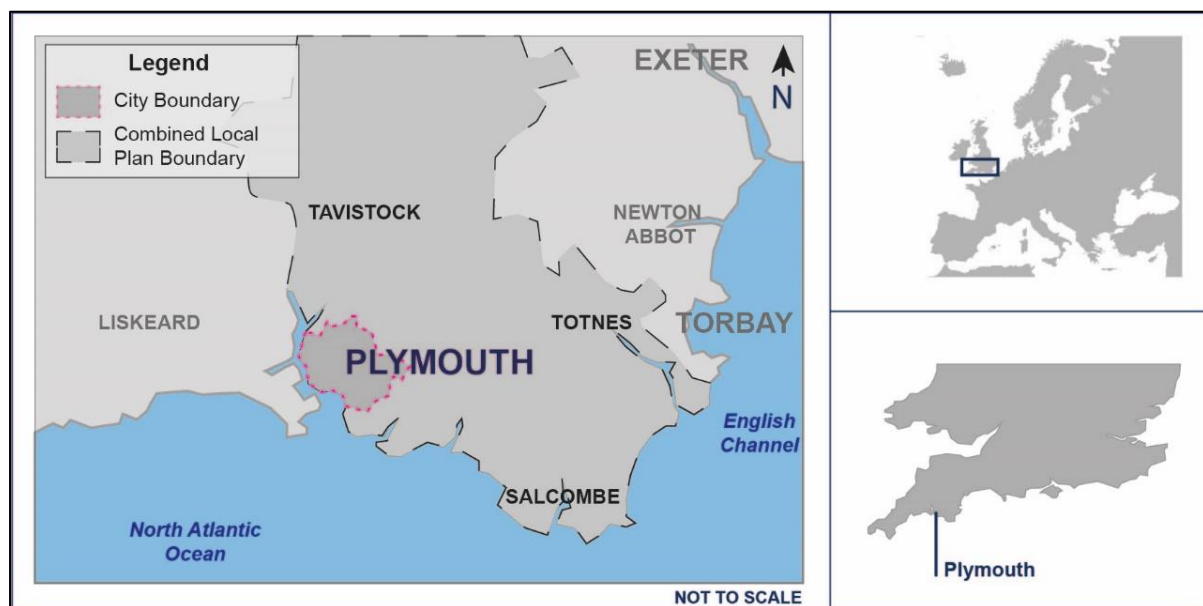 Legend
City Boundary
Combined Local
Plan Boundary
EXETER
N
TAVISTOCK
NEWTON
ABBOT
LISKEARD
TOTNES
TORBAY
PLYMOUTH
English
Channel
SALCOMBE
North Atlantic
Ocean
NOT TO SCALE
Plymouth